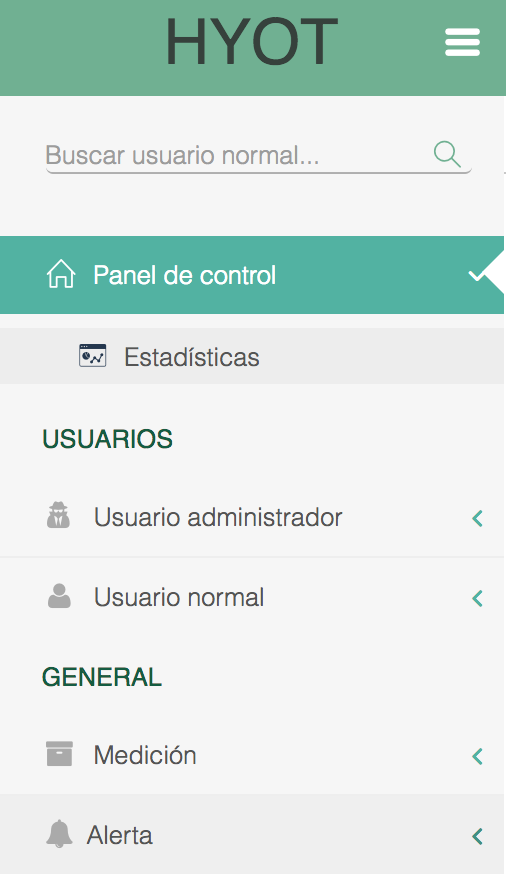 HYOT
Buscar usuario normal...
Panel de control
Estadísticas
USUARIOS
Usuario administrador
Usuario normal
GENERAL
Medición
Alerta